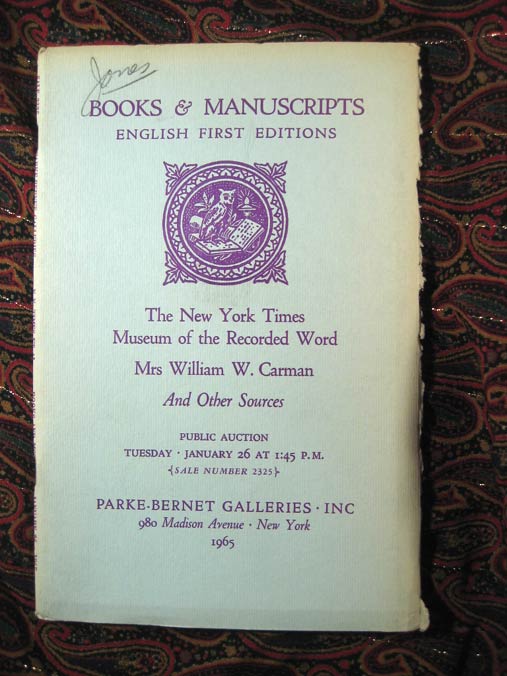 Jones
BOOKS & MANUSCRIPTS
ENGLISH FIRST EDITIONS
The New York Times
Museum of the Recorded Word
Mrs William W. Carman
And Other Sources
PUBLIC AUCTION
TUESDAY · JANUARY 26 AT 1:45 P.M.
{SALE NUMBER 2325}
PARKE-BERNET GALLERIES · INC
980 Madison Avenue · New York
1965